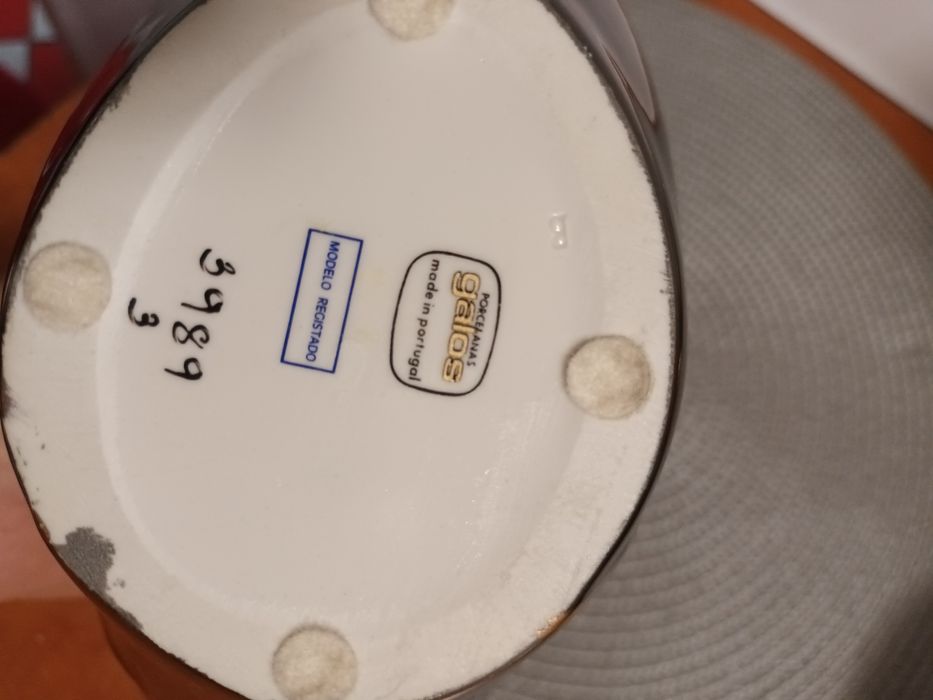 PORCELANAS
galos
made in portugal
MODELO REGISTADO
3989
3